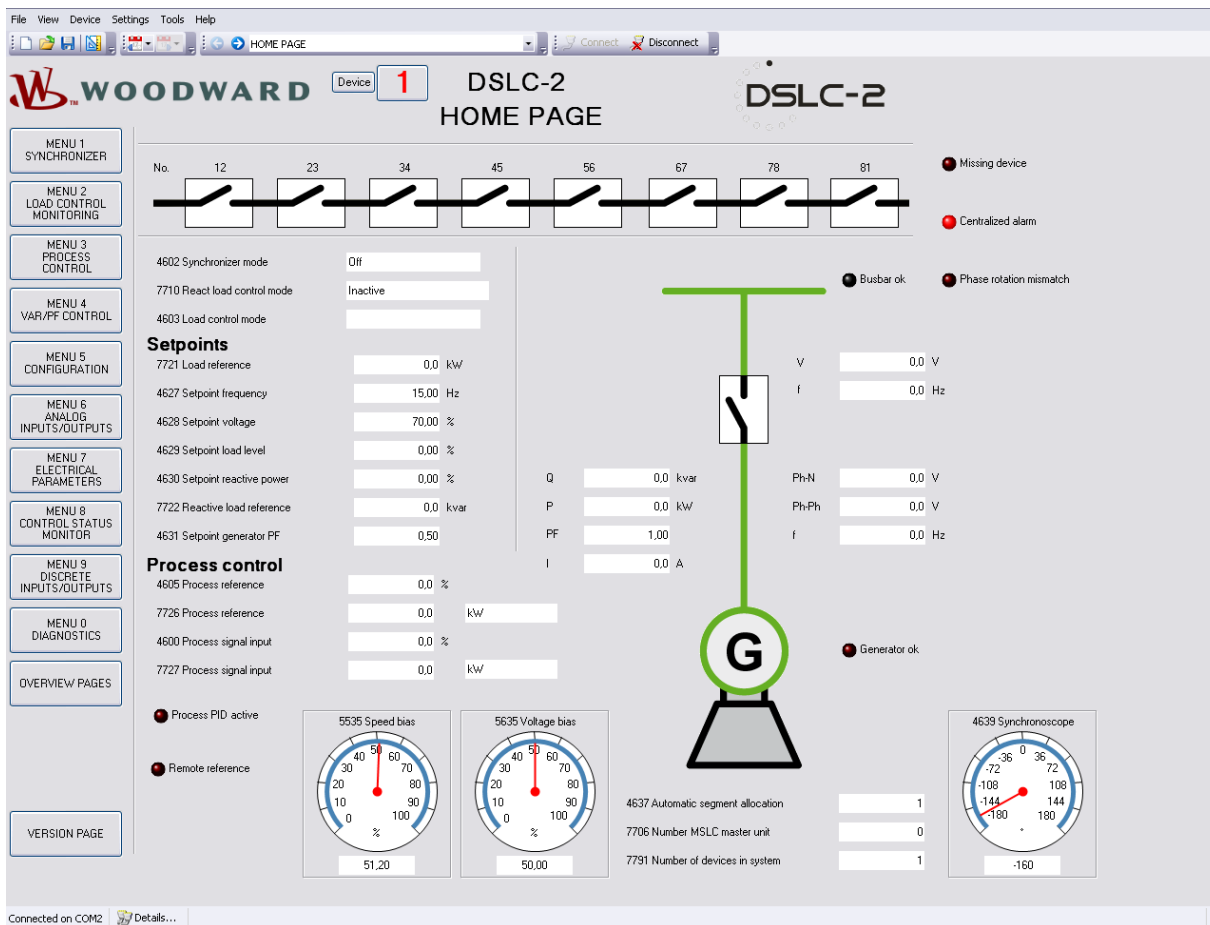 File View Device Settings Tools Help
HOME PAGE Connect Disconnect
W WOODWARD Device 1 DSLC-2 DSLC-2
HOME PAGE
MENU 1
SYNCHRONIZER
MENU 2
LOAD CONTROL
MONITORING
MENU 3
PROCESS
CONTROL
MENU 4
VAR/PF CONTROL
MENU 5
CONFIGURATION
MENU 6
ANALOG
INPUTS/OUTPUTS
MENU 7
ELECTRICAL
PARAMETERS
MENU 8
CONTROL STATUS
MONITOR
MENU 9
DISCRETE
INPUTS/OUTPUTS
MENU 0
DIAGNOSTICS
OVERVIEW PAGES
VERSION PAGE
No. 12 23 34 45 56 67 78 81
Missing device
Centralized alarm
Busbar ok
Phase rotation mismatch
4602 Synchronizer mode Off
7710 React load control mode Inactive
4603 Load control mode
Setpoints
7721 Load reference 0,0 kW
4627 Setpoint frequency 15,00 Hz
4628 Setpoint voltage 70,00 %
4629 Setpoint load level 0,00 %
4630 Setpoint reactive power 0,00 %
7722 Reactive load reference 0,0 kvar
4631 Setpoint generator PF 0,50
Process control
4605 Process reference 0,0 %
7726 Process reference 0,0 kW
4600 Process signal input 0,0 %
7727 Process signal input 0,0 kW
Process PID active
Remote reference
V 0,0 V
f 0,0 Hz
Q 0,0 kvar
P 0,0 kW
PF 1,00
I 0,0 A
Ph-N 0,0 V
Ph-Ph 0,0 V
f 0,0 Hz
G
Generator ok
5535 Speed bias
0 10 20 30 40 50 60 70 80 90 100
%
51,20
5635 Voltage bias
0 10 20 30 40 50 60 70 80 90 100
%
50,00
4637 Automatic segment allocation 1
7706 Number MSLC master unit 0
7791 Number of devices in system 1
4639 Synchronoscope
-180 -144 -108 -72 -36 0 36 72 108 144 180
°
-160
Connected on COM2 Details...